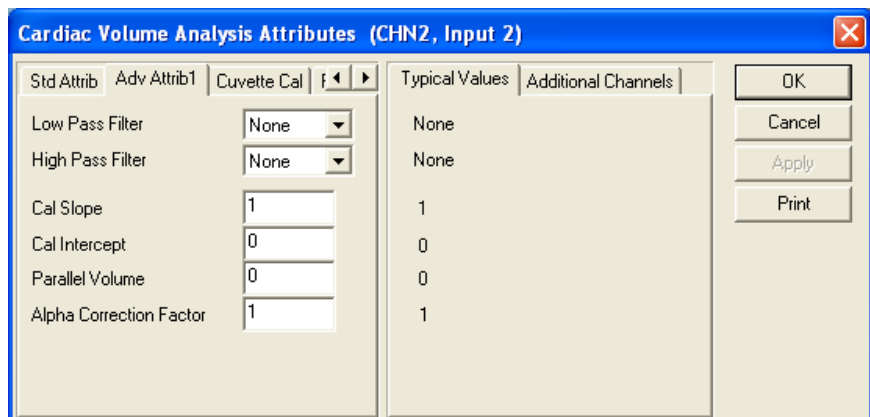 Cardiac Volume Analysis Attributes (CHN2, Input 2)
Std Attrib Adv Attrib1 Cuvette Cal
Typical Values Additional Channels
OK
Cancel
Apply
Print
Low Pass Filter None None
High Pass Filter None None
Cal Slope 1 1
Cal Intercept 0 0
Parallel Volume 0 0
Alpha Correction Factor 1 1